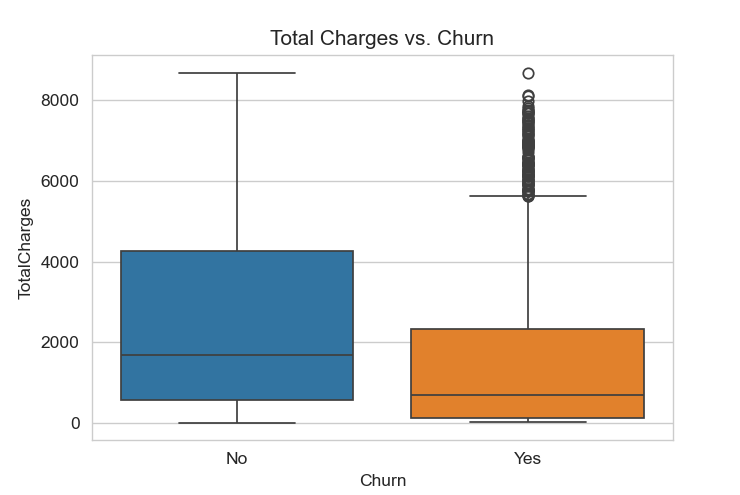 Total Charges vs. Churn
TotalCharges
8000
6000
4000
2000
0
No Yes
Churn